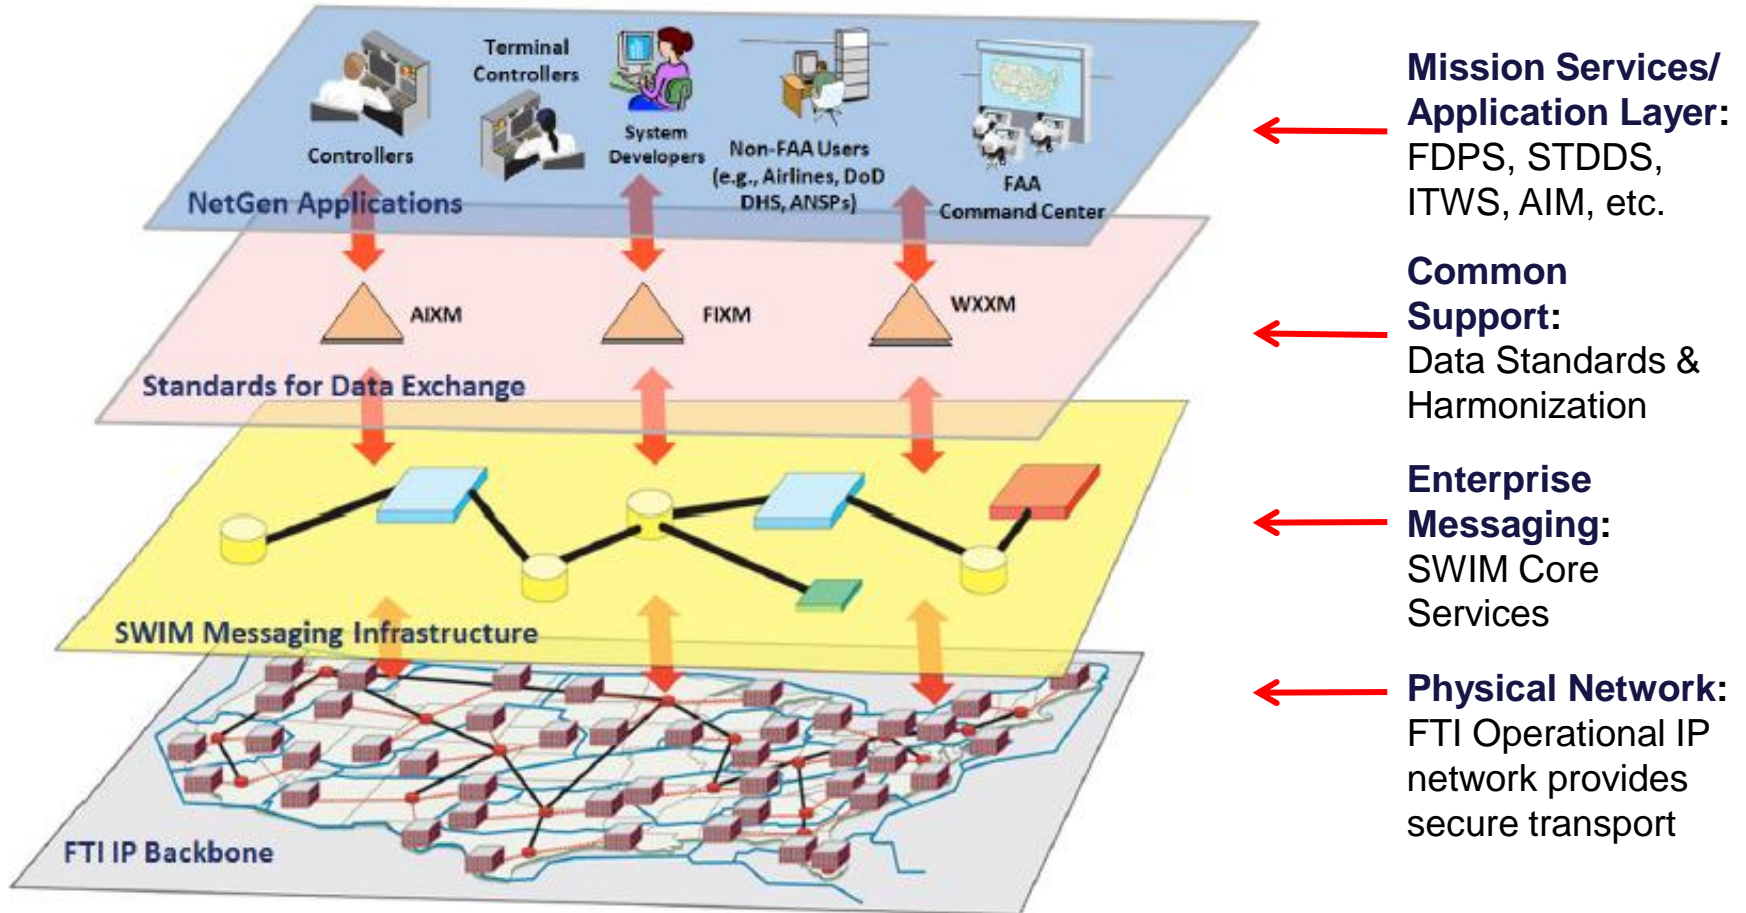 Controllers
Terminal
Controllers
System
Developers
Non-FAA Users
(e.g., Airlines, DoD
DHS, ANSPs)
FAA
Command Center
NetGen Applications
AIXM
FIXM
WXXM
Standards for Data Exchange
SWIM Messaging Infrastructure
FTI IP Backbone
Mission Services/
Application Layer:
FDPS, STDDS,
ITWS, AIM, etc.
Common
Support:
Data Standards &
Harmonization
Enterprise
Messaging:
SWIM Core
Services
Physical Network:
FTI Operational IP
network provides
secure transport